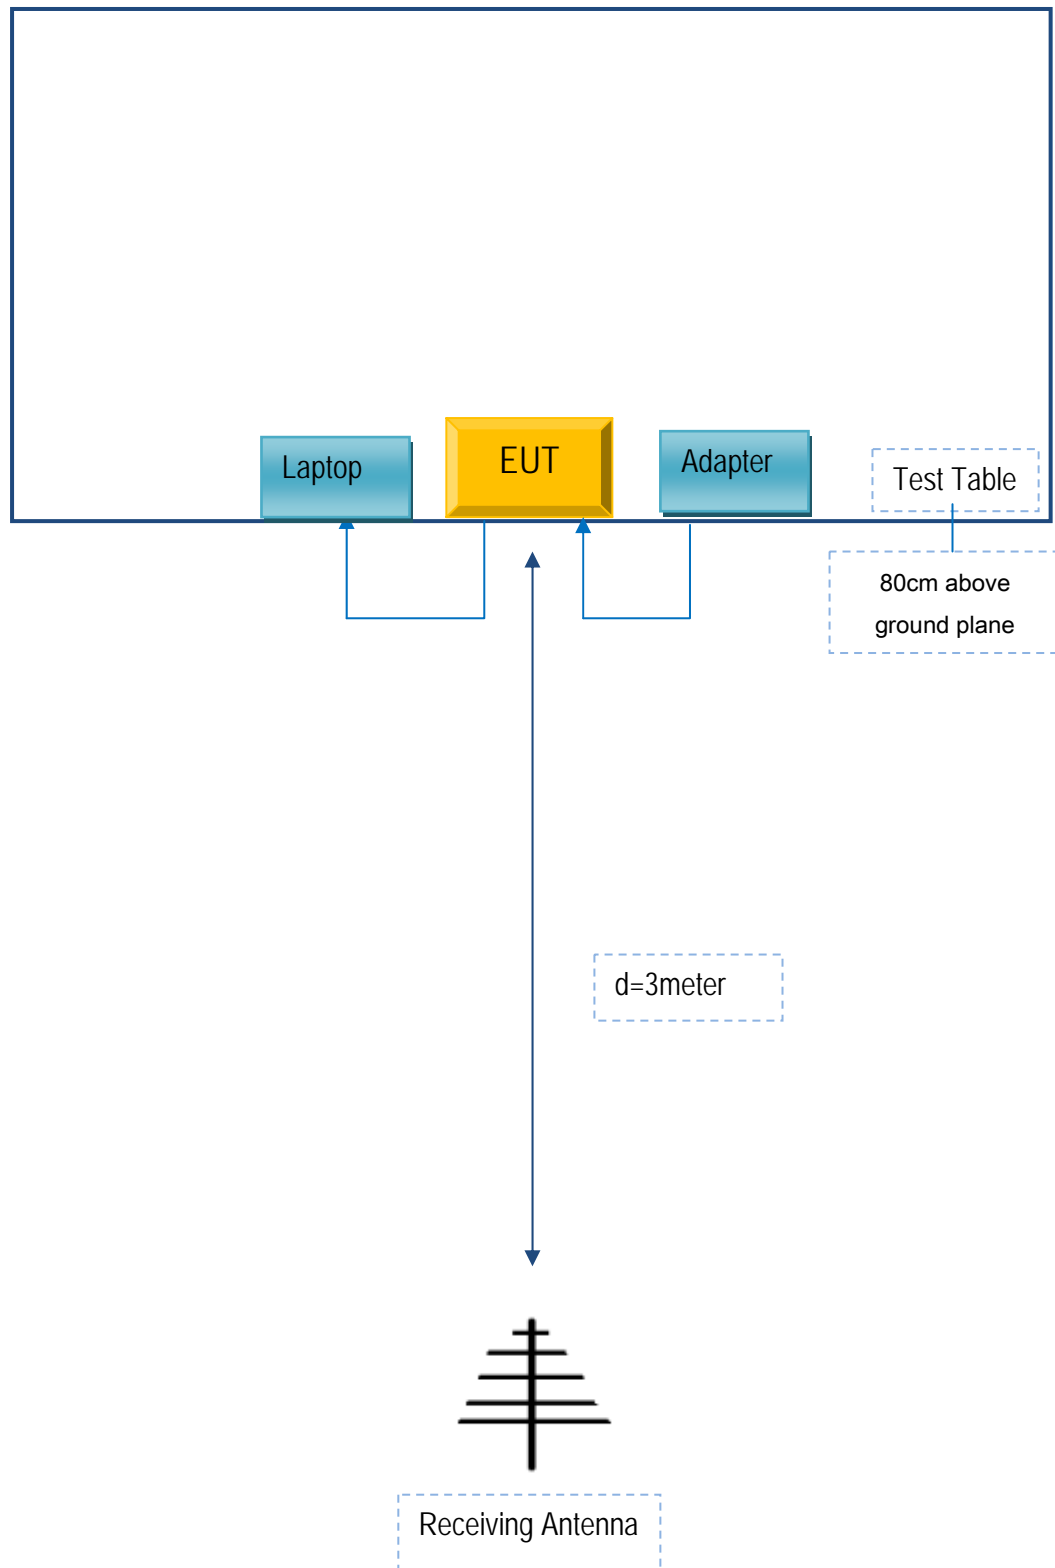 Laptop
EUT
Adapter
Test Table
80cm above
ground plane
d=3meter
Receiving Antenna